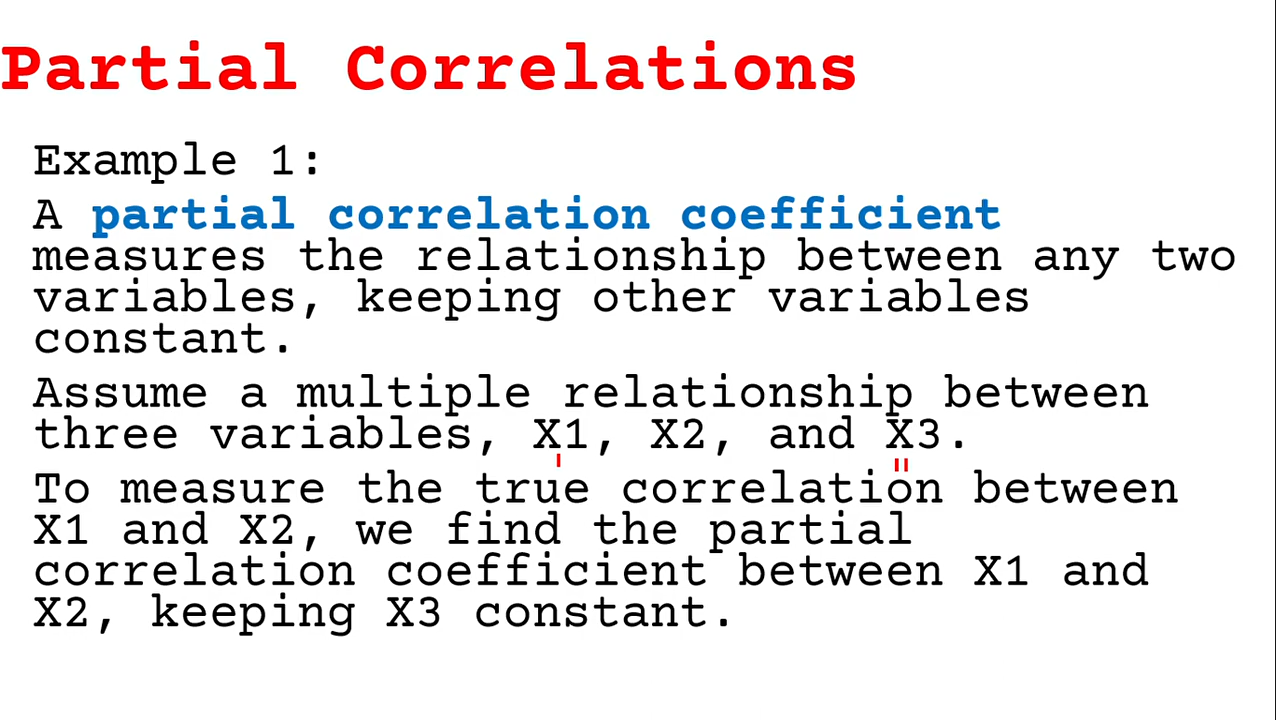 Partial Correlations
Example 1:
A partial correlation coefficient
measures the relationship between any two
variables, keeping other variables
constant.
Assume a multiple relationship between
three variables, X1, X2, and X3.
To measure the true correlation between
X1 and X2, we find the partial
correlation coefficient between X1 and
X2, keeping X3 constant.